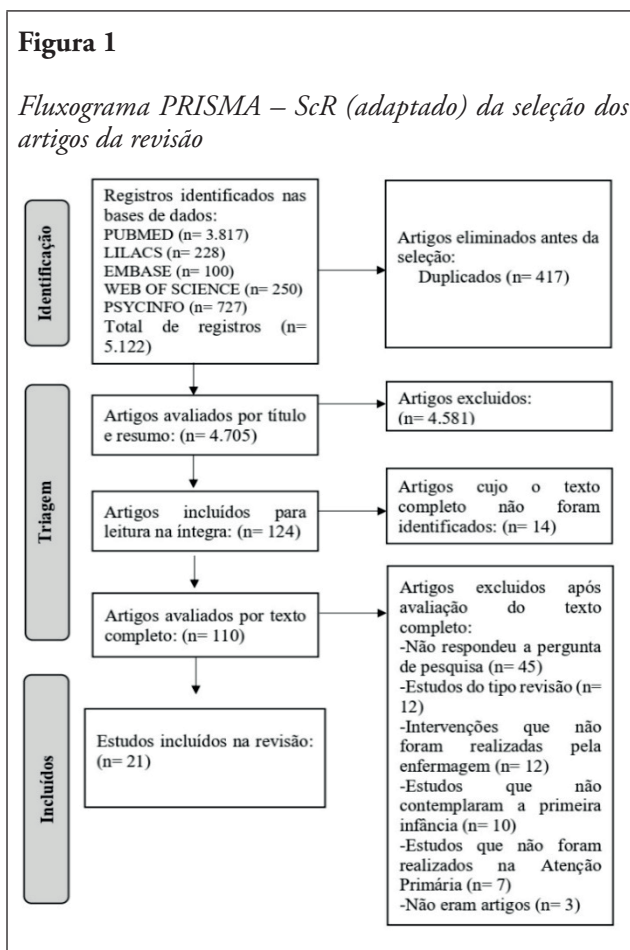 Figura 1
Fluxograma PRISMA – ScR (adaptado) da seleção dos
artigos da revisão
Identificação
Registros identificados nas
bases de dados:
PUBMED (n= 3.817)
LILACS (n= 228)
EMBASE (n= 100)
WEB OF SCIENCE (n= 250)
PSYCINFO (n= 727)
Total de registros (n=
5.122)
Artigos eliminados antes da
seleção:
Duplicados (n= 417)
Triagem
Artigos avaliados por título
e resumo: (n= 4.705)
Artigos excluidos:
(n= 4.581)
Artigos incluídos para
leitura na íntegra: (n= 124)
Artigos cujo o texto
completo não foram
identificados: (n= 14)
Artigos avaliados por texto
completo: (n= 110)
Artigos excluidos após
avaliação do texto
completo:
-Não respondeu a pergunta
de pesquisa (n= 45)
-Estudos do tipo revisão (n=
12)
-Intervenções que não
foram realizadas pela
enfermagem (n= 12)
-Estudos que não
contemplaram a primeira
infância (n= 10)
-Estudos que não foram
realizados na Atenção
Primária (n= 7)
-Não eram artigos (n= 3)
Incluídos
Estudos incluídos na revisão:
(n= 21)